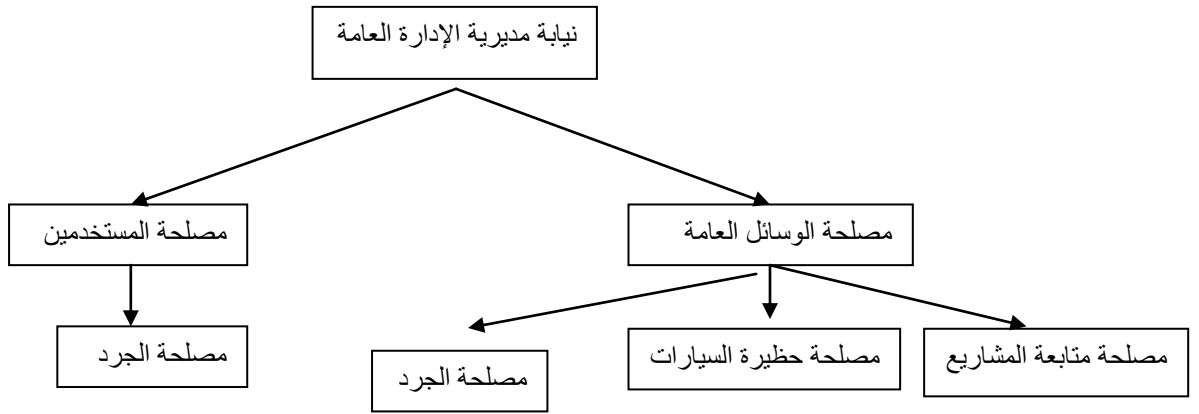 نيابة مديرية الإدارة العامة
مصلحة الوسائل العامة
مصلحة المستخدمين
مصلحة متابعة المشاريع
مصلحة حظيرة السيارات
مصلحة الجرد
مصلحة الجرد